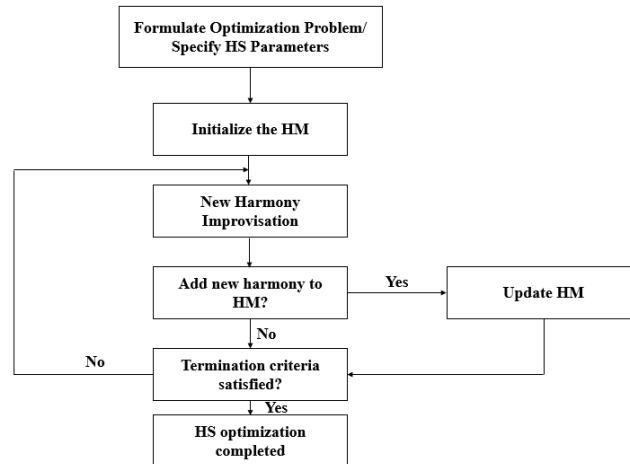 Formulate Optimization Problem/
Specify HS Parameters
Initialize the HM
New Harmony
Improvisation
Add new harmony to
HM?
Yes
Update HM
No
No
Termination criteria
satisfied?
Yes
HS optimization
completed